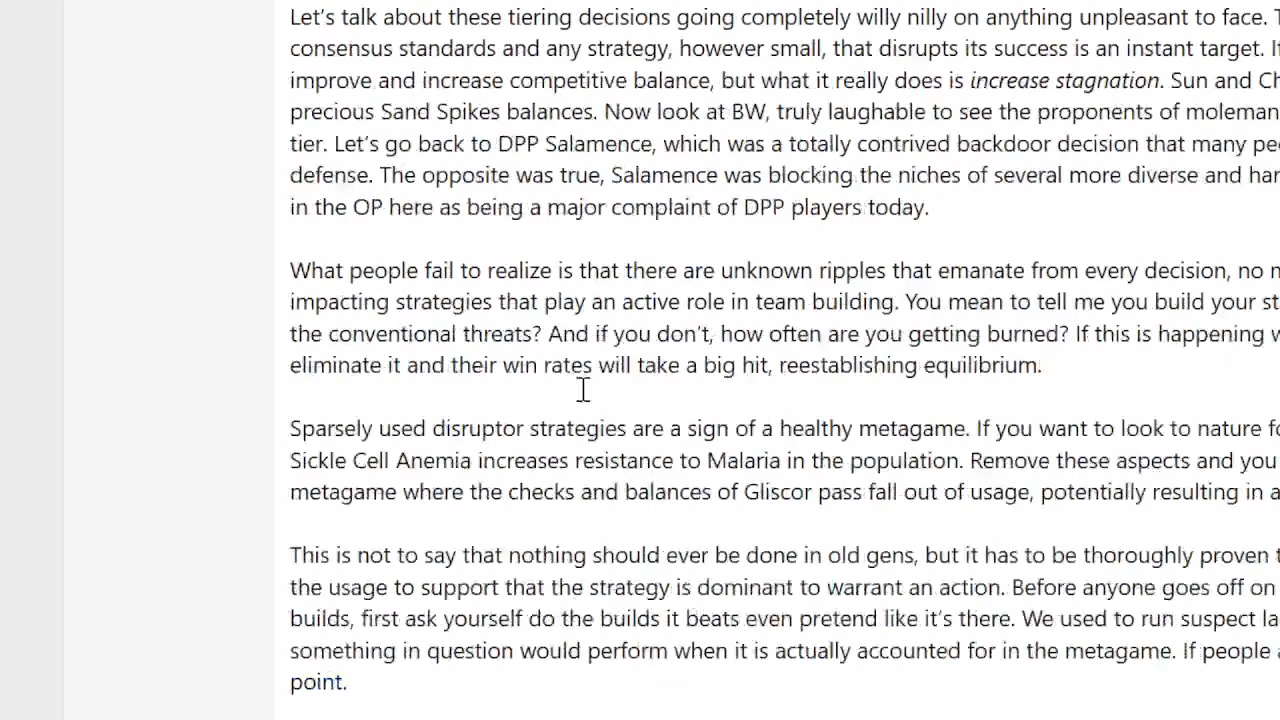 Let's talk about these tiering decisions going completely willy nilly on anything unpleasant to face.
consensus standards and any strategy, however small, that disrupts its success is an instant target.
improve and increase competitive balance, but what it really does is increase stagnation. Sun and
precious Sand Spikes balances. Now look at BW, truly laughable to see the proponents of moleman
tier. Let's go back to DPP Salamence, which was a totally contrived backdoor decision that many
defense. The opposite was true, Salamence was blocking the niches of several more diverse and
in the OP here as being a major complaint of DPP players today.
What people fail to realize is that there are unknown ripples that emanate from every decision, no
impacting strategies that play an active role in team building. You mean to tell me you build your
the conventional threats? And if you don't, how often are you getting burned? If this is happening
eliminate it and their win rates will take a big hit, reestablishing equilibrium.
Sparsely used disruptor strategies are a sign of a healthy metagame. If you want to look to nature
Sickle Cell Anemia increases resistance to Malaria in the population. Remove these aspects and you
metagame where the checks and balances of Gliscor pass fall out of usage, potentially resulting in
This is not to say that nothing should ever be done in old gens, but it has to be thoroughly proven
the usage to support that the strategy is dominant to warrant an action. Before anyone goes off on
builds, first ask yourself do the builds it beats even pretend like it's there. We used to run suspect
something in question would perform when it is actually accounted for in the metagame. If people
point.